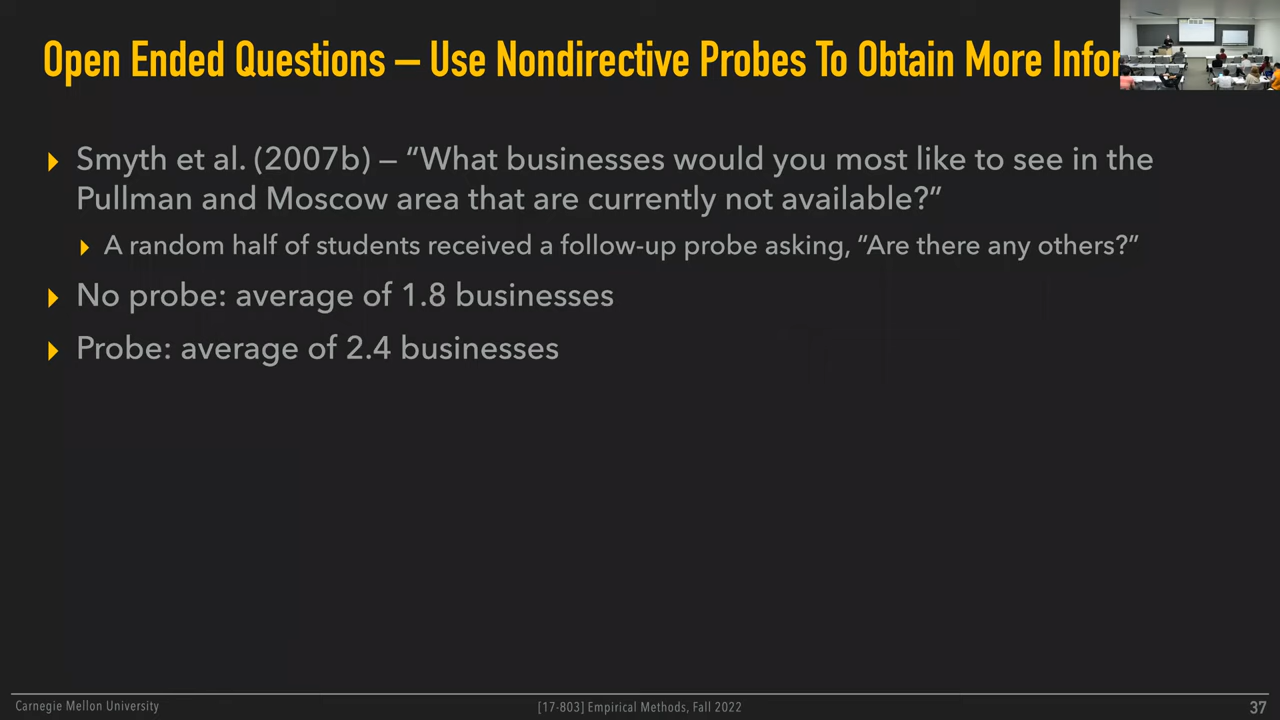 Open Ended Questions – Use Nondirective Probes To Obtain More
Smyth et al. (2007b) – “What businesses would you most like to see in the
Pullman and Moscow area that are currently not available?”
A random half of students received a follow-up probe asking, “Are there any others?”
No probe: average of 1.8 businesses
Probe: average of 2.4 businesses
Carnegie Mellon University
[17-803] Empirical Methods, Fall 2022
37